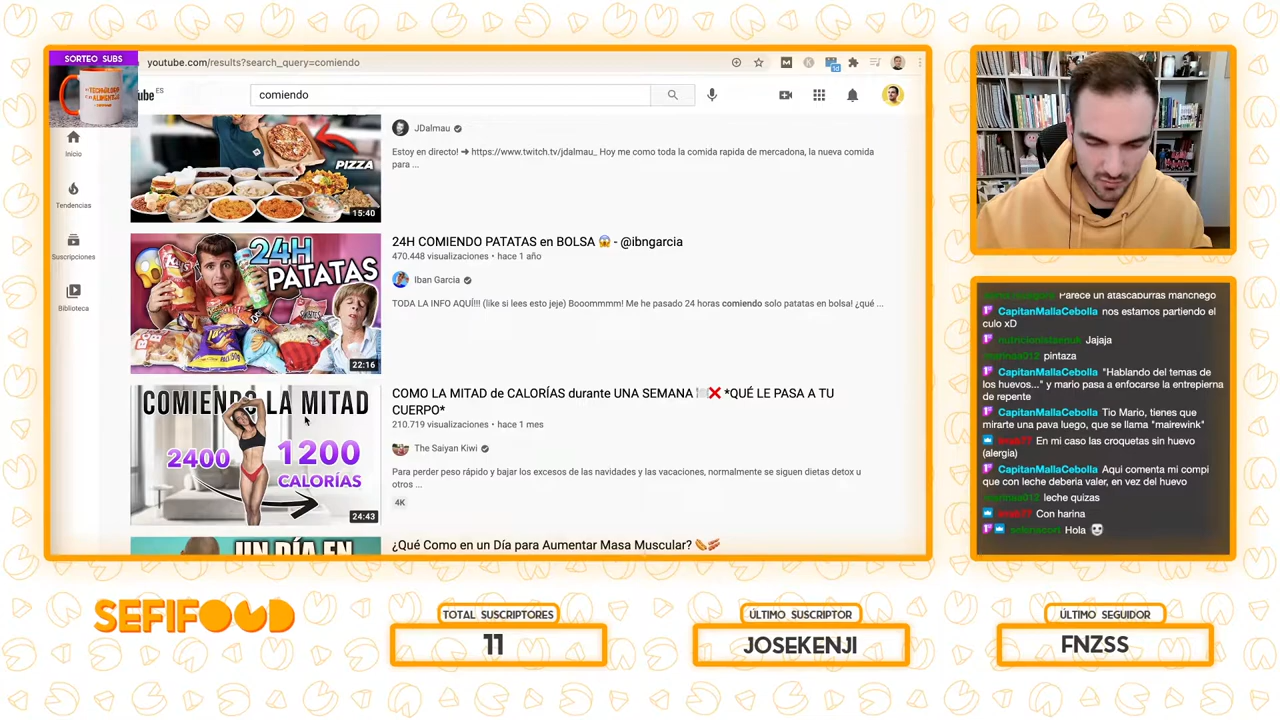 SORTEO SUBS
youtube.com/results?search_query=comiendo
ube ES
comiendo
Inicio
Tendencias
Suscripciones
Biblioteca
PIZZA
15:40
JDalmau
Estoy en directo! ➜ https://www.twitch.tv/jdalmau_ Hoy me como toda la comida rapida de mercadona, la nueva comida
para ...
24H
PATATAS
22:16
24H COMIENDO PATATAS en BOLSA 😱 - @ibngarcia
470.448 visualizaciones • hace 1 año
Iban Garcia
TODA LA INFO AQUÍ!!! (like si lees esto jeje) Booommmm! Me he pasado 24 horas comiendo solo patatas en bolsa! ¿qué ...
COMIENDO LA MITAD
2400
1200
CALORÍAS
24:43
COMO LA MITAD de CALORÍAS durante UNA SEMANA 🍽❌ *QUÉ LE PASA A TU
CUERPO*
210.719 visualizaciones • hace 1 mes
The Saiyan Kiwi
Para perder peso rápido y bajar los excesos de las navidades y las vacaciones, normalmente se siguen dietas detox u
otros ...
4K
UN DÍA EN
¿Qué Como en un Día para Aumentar Masa Muscular? 🌭🥓
Parece un atascaburras manchego
CapitanMallaCebolla nos estamos partiendo el
culo xD
Jajaja
pintaza
CapitanMallaCebolla "Hablando del temas de
los huevos..." y mario pasa a enfocarse la entrepierna
de repente
CapitanMallaCebolla Tio Mario, tienes que
mirarte una pava luego, que se llama "mairewink"
En mi caso las croquetas sin huevo
(alergia)
CapitanMallaCebolla Aqui comenta mi compi
que con leche deberia valer, en vez del huevo
leche quizas
Con harina
Hola
SEFIFOOD
TOTAL SUSCRIPTORES
11
ÚLTIMO SUSCRIPTOR
JOSEKENJI
ÚLTIMO SEGUIDOR
FNZSS